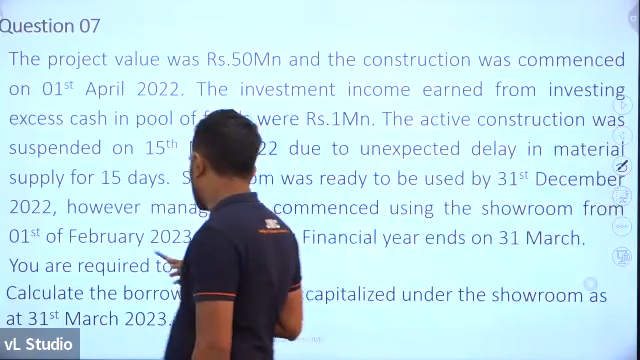 Question 07
The project value was Rs.50Mn and the construction was commenced
on 01st April 2022. The investment income earned from investing
excess cash in pool of were Rs.1Mn. The active construction was
suspended on 15th 22 due to unexpected delay in material
supply for 15 days. was ready to be used by 31st December
2022, however commenced using the showroom from
01st of February 2023 Financial year ends on 31 March.
You are required to
Calculate the borrow capitalized under the showroom as
at 31st March 2023.
vL Studio